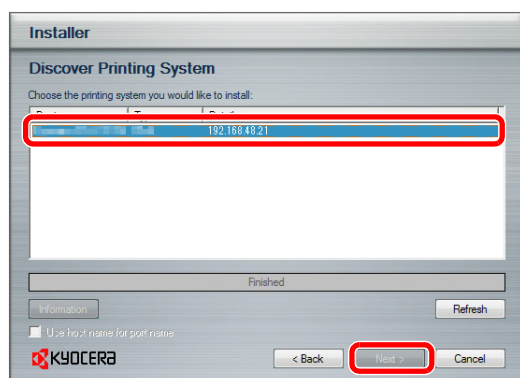 Installer
Discover Printing System
Choose the printing system you would like to install:
192.168.48.21
Finished
Information
Refresh
Use host name for port name
KYOCERA
< Back
Next >
Cancel